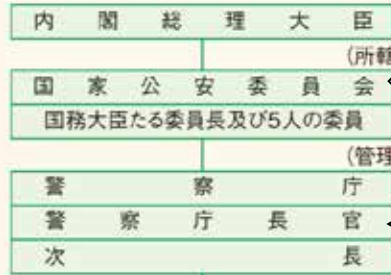 内閣総理大臣
(所轄
国家公安委員会
国務大臣たる委員長及び5人の委員
(管理
警察庁
警察庁長官
次長